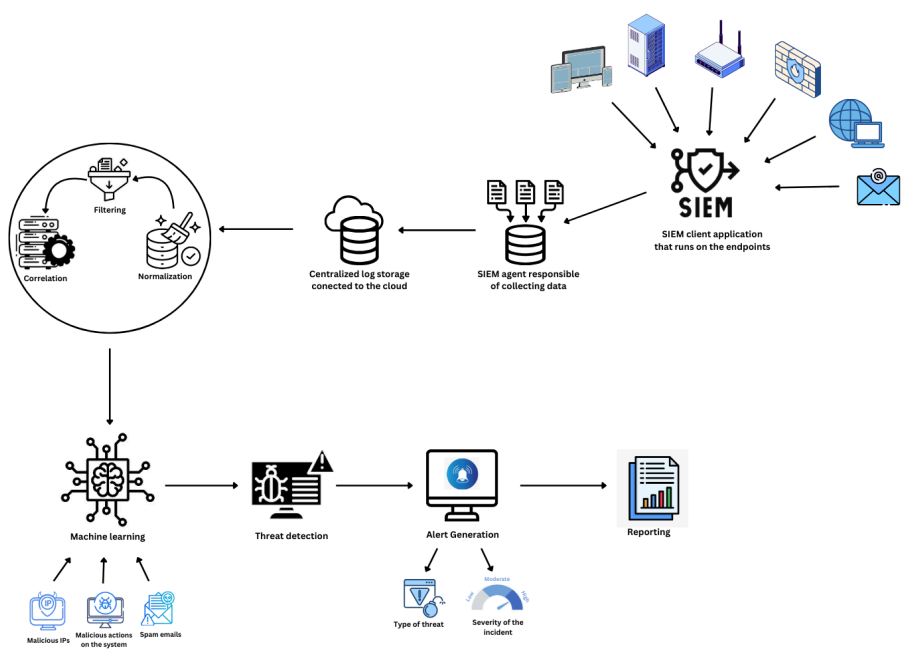 SIEM
SIEM client application
that runs on the endpoints
SIEM agent responsible
of collecting data
Centralized log storage
conected to the cloud
Filtering
Normalization
Correlation
Machine learning
Threat detection
Alert Generation
Reporting
IP
Malicious IPs
Malicious actions
on the system
Spam emails
Type of threat
Low
Moderate
High
Severity of the
incident
@